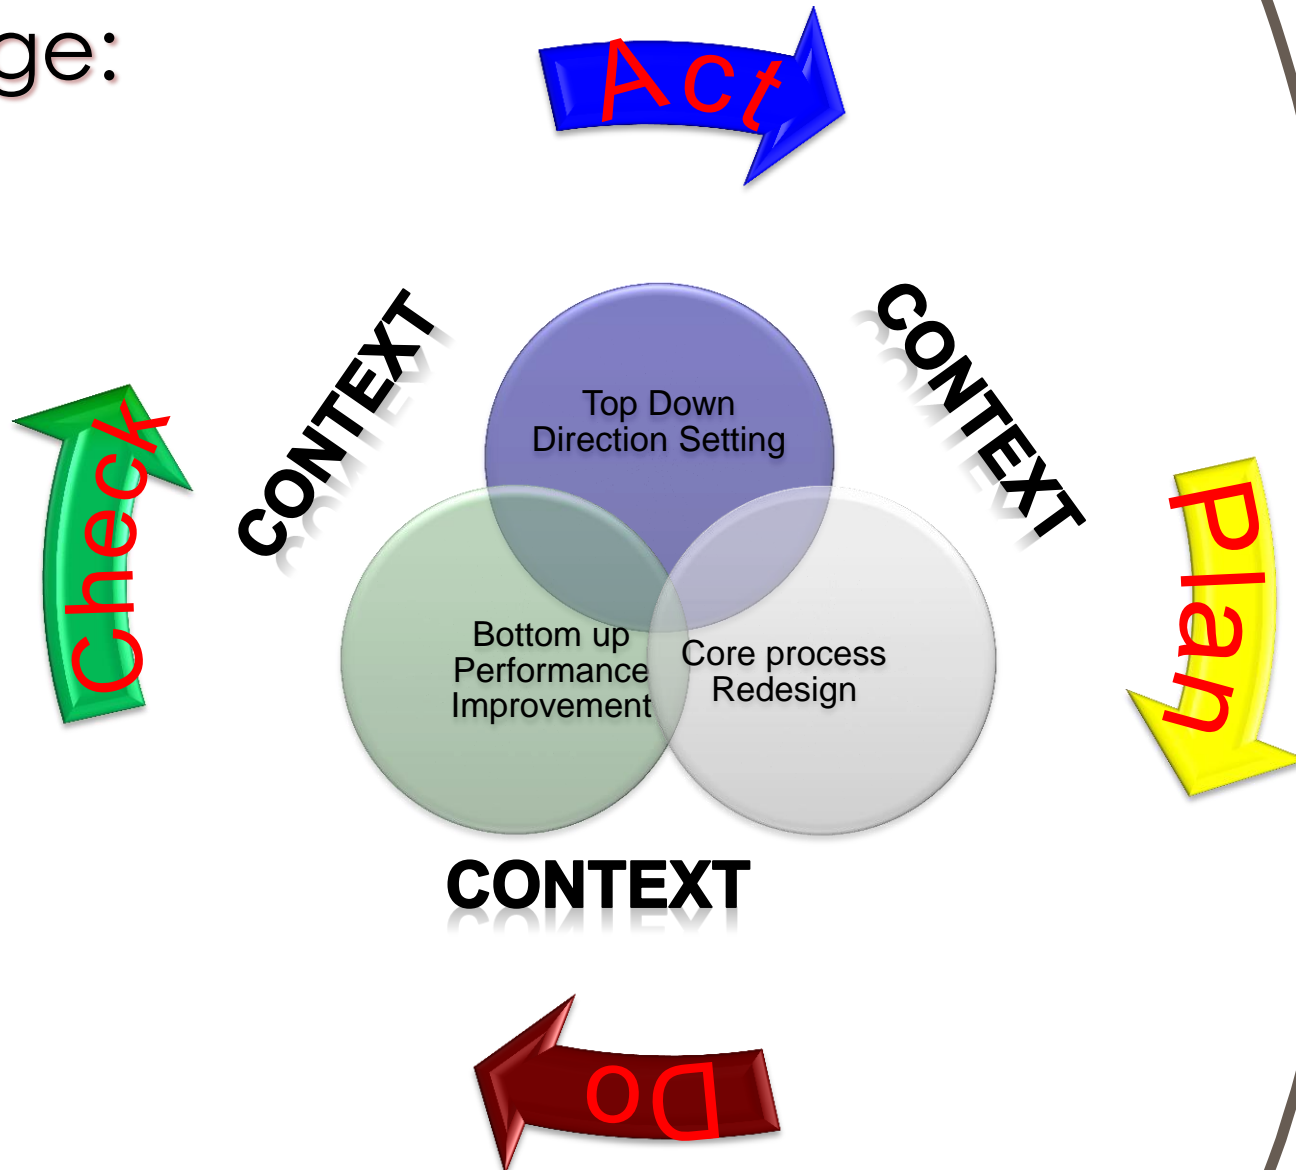 ge:
Act
CONTEXT
CONTEXT
Top Down
Direction Setting
Check
Plan
Bottom up
Performance
Improvement
Core process
Redesign
CONTEXT
Do